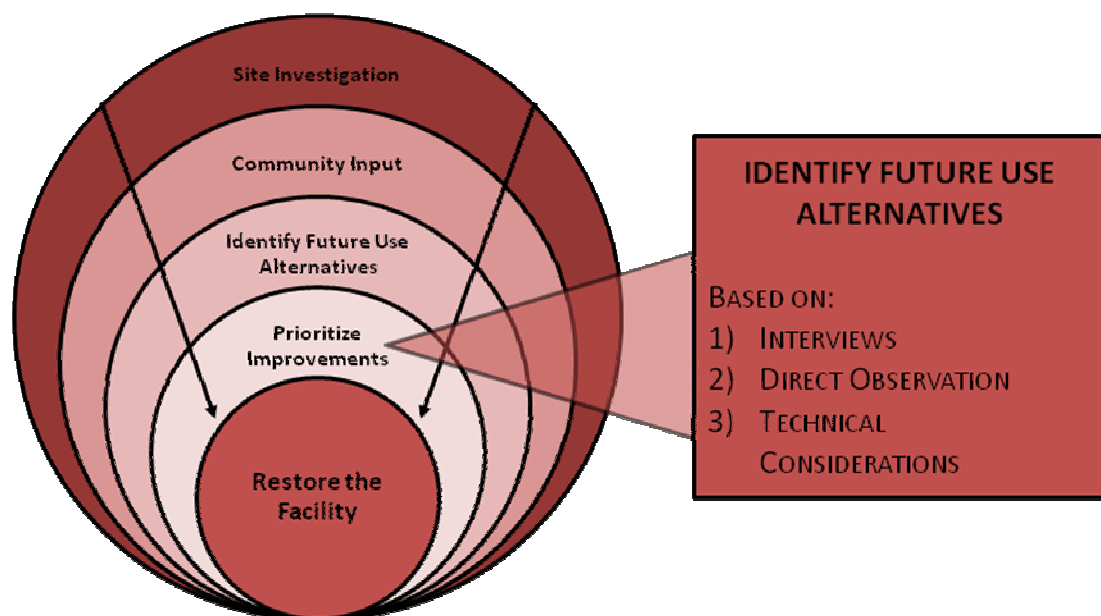 Site Investigation
Community Input
Identify Future Use
Alternatives
Prioritize
Improvements
Restore the
Facility
IDENTIFY FUTURE USE
ALTERNATIVES
BASED ON:
1) INTERVIEWS
2) DIRECT OBSERVATION
3) TECHNICAL
CONSIDERATIONS